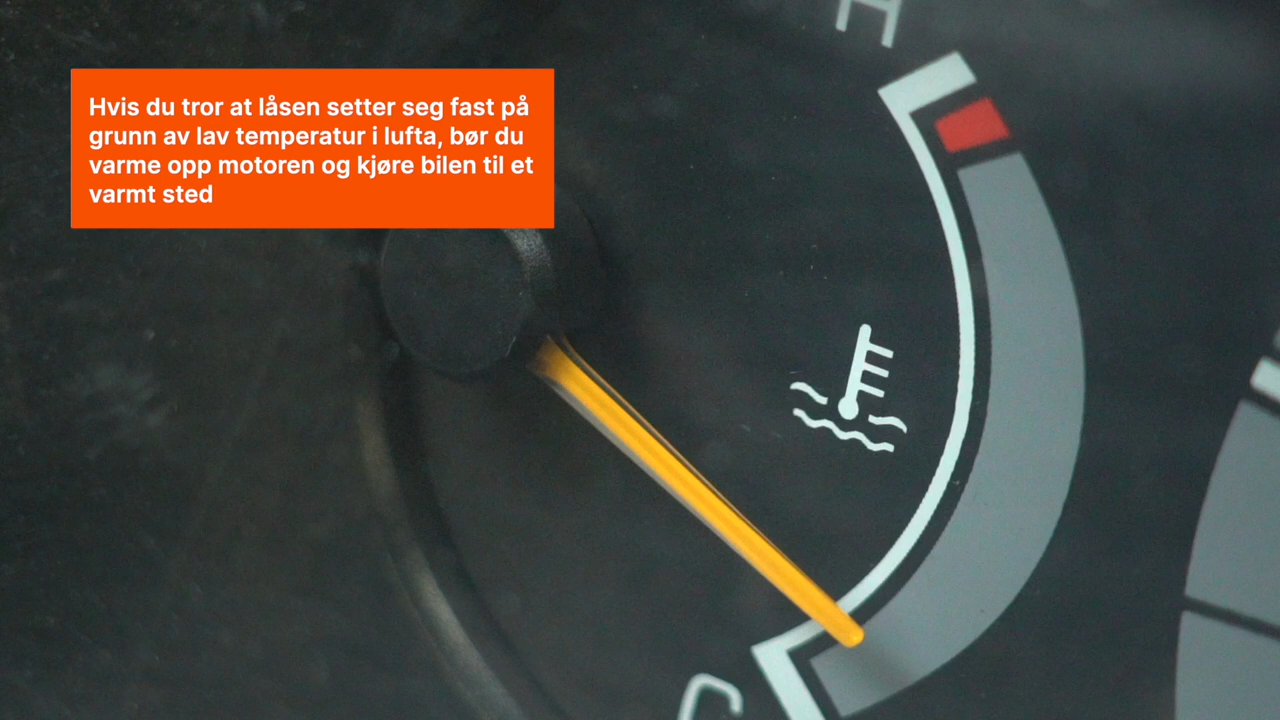 Hvis du tror at låsen setter seg fast på
grunn av lav temperatur i lufta, bør du
varme opp motoren og kjøre bilen til et
varmt sted
H
C